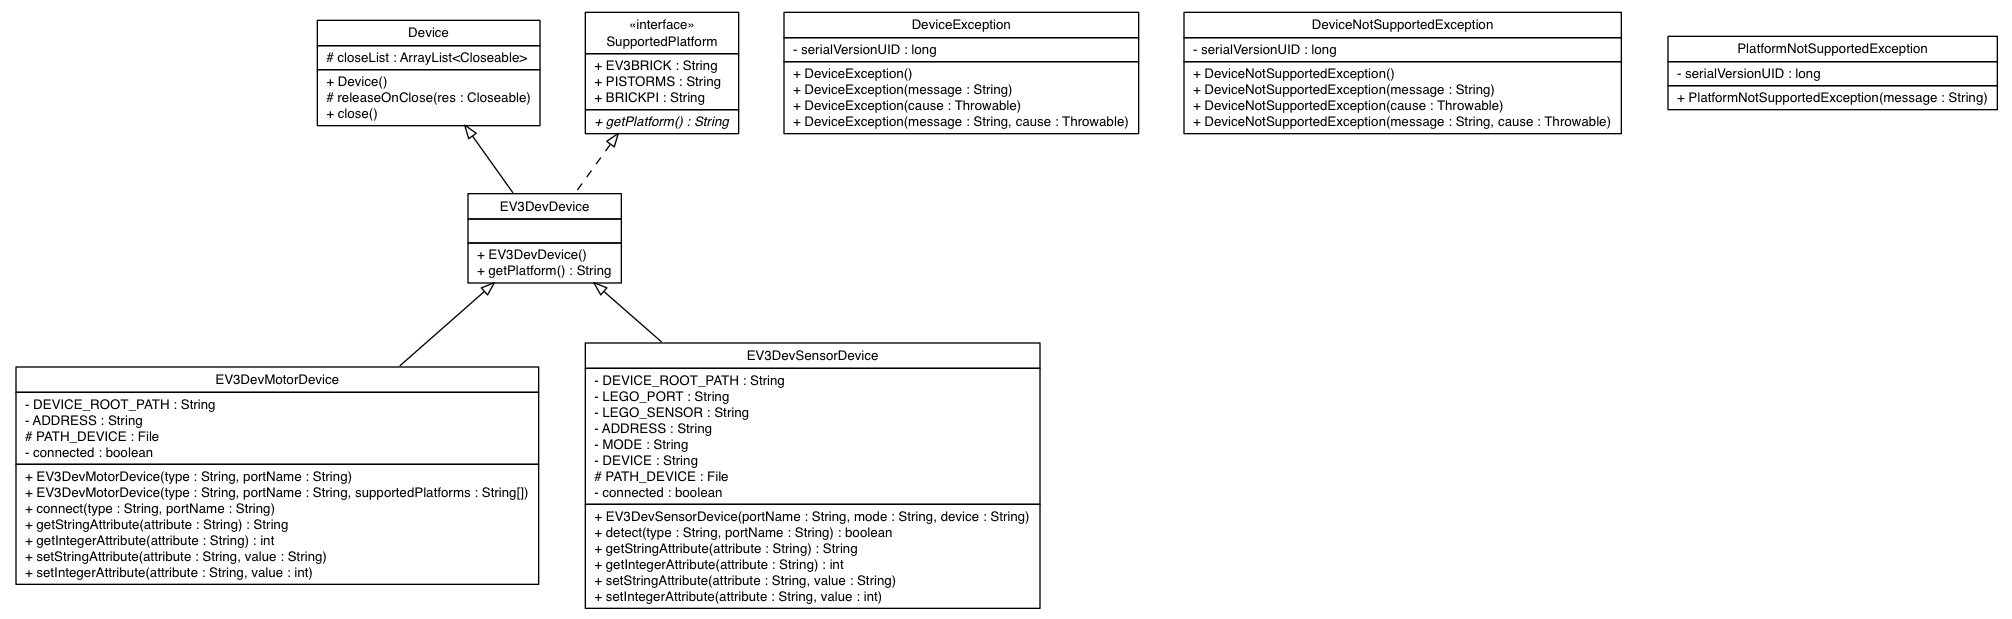 Device
# closeList : ArrayList<Closeable>
+ Device()
# releaseOnClose(res : Closeable)
+ close()
«interface»
SupportedPlatform
+ EV3BRICK : String
+ PISTORMS : String
+ BRICKPI : String
+ getPlatform() : String
DeviceException
- serialVersionUID : long
+ DeviceException()
+ DeviceException(message : String)
+ DeviceException(cause : Throwable)
+ DeviceException(message : String, cause : Throwable)
DeviceNotSupportedException
- serialVersionUID : long
+ DeviceNotSupportedException()
+ DeviceNotSupportedException(message : String)
+ DeviceNotSupportedException(cause : Throwable)
+ DeviceNotSupportedException(message : String, cause : Throwable)
PlatformNotSupportedException
- serialVersionUID : long
+ PlatformNotSupportedException(message : String)
EV3DevDevice
+ EV3DevDevice()
+ getPlatform() : String
EV3DevMotorDevice
- DEVICE_ROOT_PATH : String
- ADDRESS : String
# PATH_DEVICE : File
- connected : boolean
+ EV3DevMotorDevice(type : String, portName : String)
+ EV3DevMotorDevice(type : String, portName : String, supportedPlatforms : String[])
+ connect(type : String, portName : String)
+ getStringAttribute(attribute : String) : String
+ getIntegerAttribute(attribute : String) : int
+ setStringAttribute(attribute : String, value : String)
+ setIntegerAttribute(attribute : String, value : int)
EV3DevSensorDevice
- DEVICE_ROOT_PATH : String
- LEGO_PORT : String
- LEGO_SENSOR : String
- ADDRESS : String
- MODE : String
- DEVICE : String
# PATH_DEVICE : File
- connected : boolean
+ EV3DevSensorDevice(portName : String, mode : String, device : String)
+ detect(type : String, portName : String) : boolean
+ getStringAttribute(attribute : String) : String
+ getIntegerAttribute(attribute : String) : int
+ setStringAttribute(attribute : String, value : String)
+ setIntegerAttribute(attribute : String, value : int)